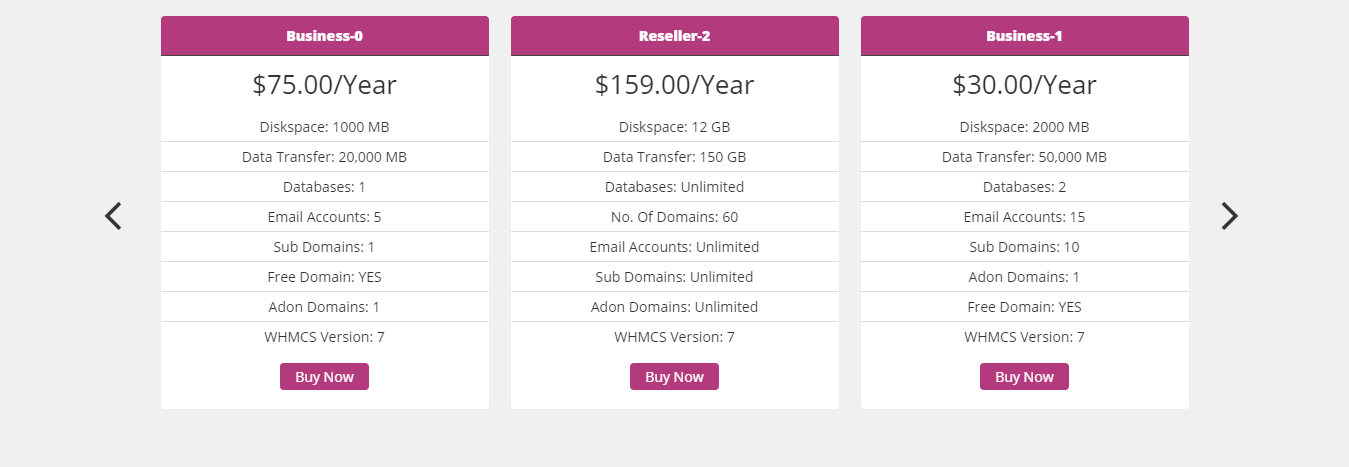 Business-0
$75.00/Year
Diskspace: 1000 MB
Data Transfer: 20,000 MB
Databases: 1
Email Accounts: 5
Sub Domains: 1
Free Domain: YES
Adon Domains: 1
WHMCS Version: 7
Buy Now
Reseller-2
$159.00/Year
Diskspace: 12 GB
Data Transfer: 150 GB
Databases: Unlimited
No. Of Domains: 60
Email Accounts: Unlimited
Sub Domains: Unlimited
Adon Domains: Unlimited
WHMCS Version: 7
Buy Now
Business-1
$30.00/Year
Diskspace: 2000 MB
Data Transfer: 50,000 MB
Databases: 2
Email Accounts: 15
Sub Domains: 10
Adon Domains: 1
Free Domain: YES
WHMCS Version: 7
Buy Now